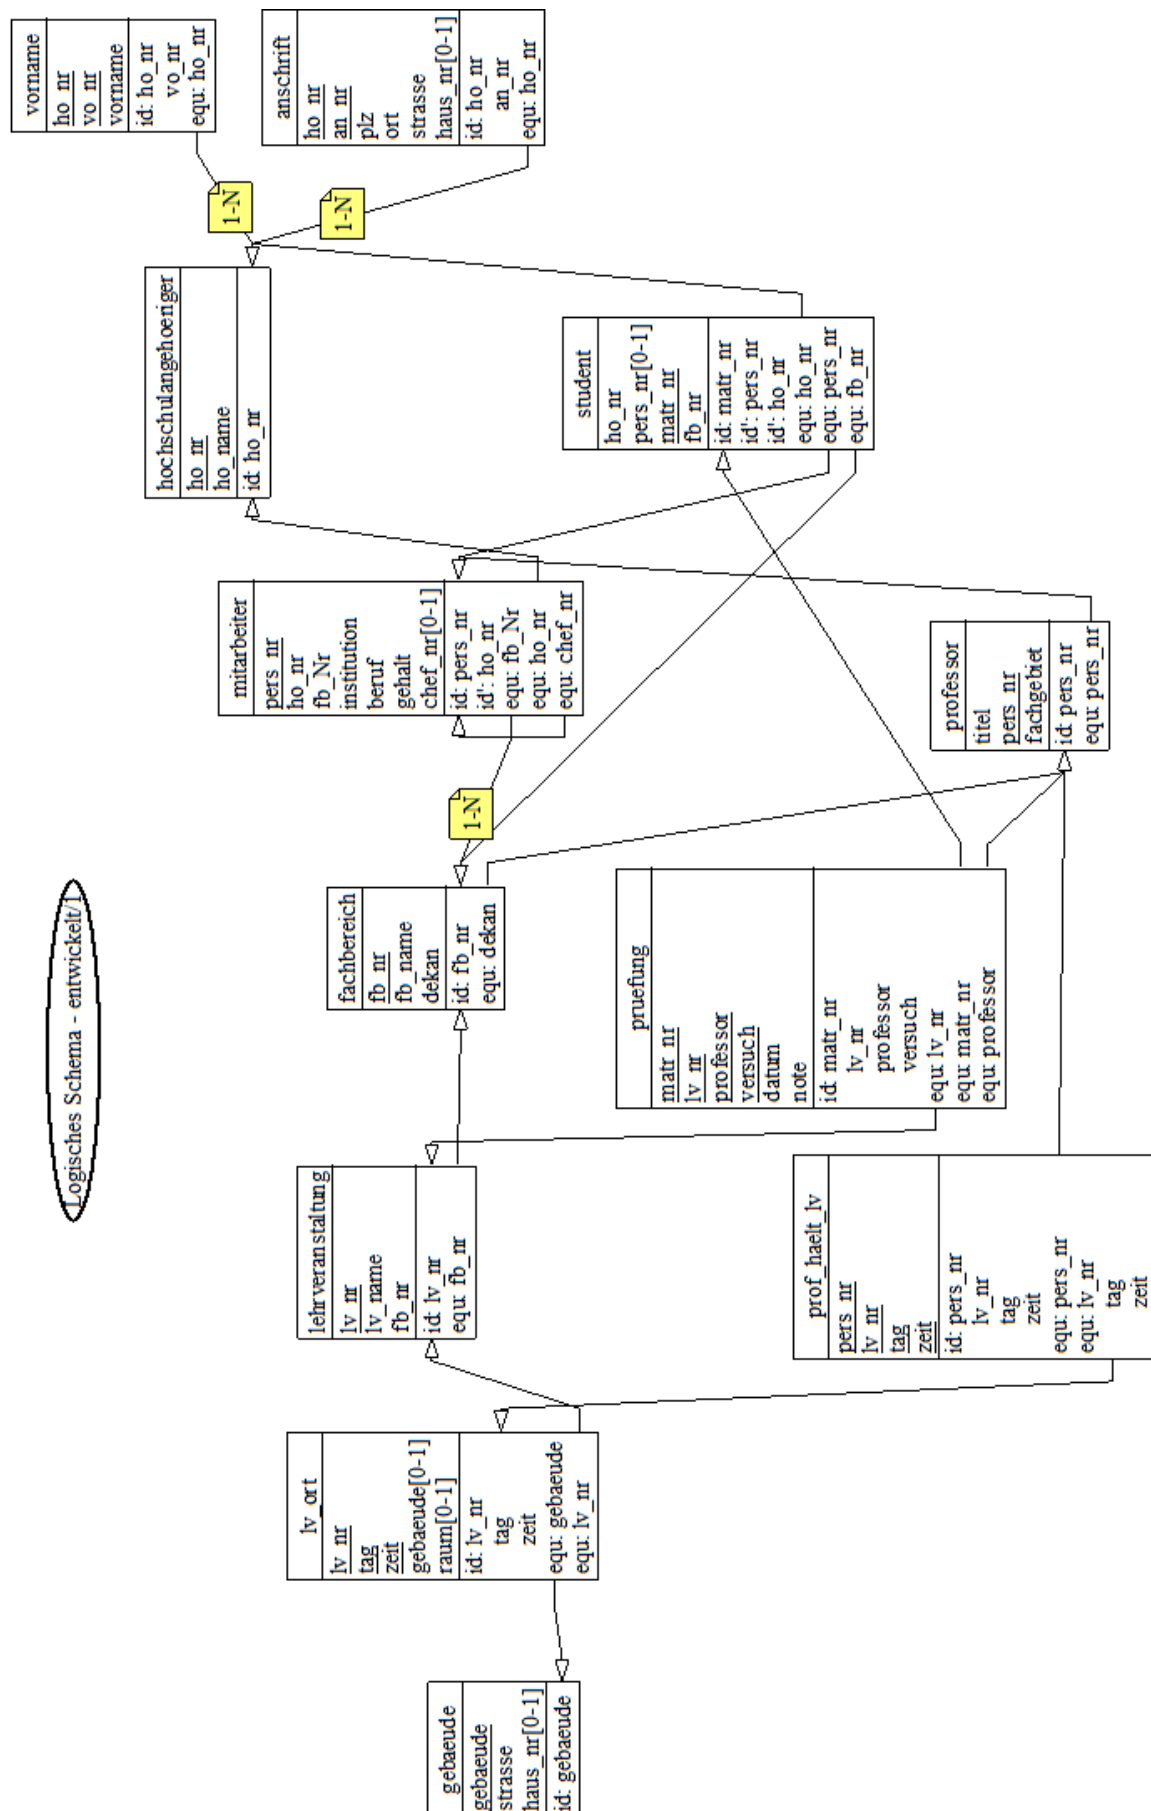 Logisches Schema - entwickelt/1
gebaeude
gebaeude
strasse
haus_nr[0-1]
id: gebaeude
lv_ort
lv_nr
tag
zeit
gebaeude[0-1]
raum[0-1]
id: lv_nr
tag
zeit
equ: gebaeude
equ: lv_nr
lehrveranstaltung
lv_nr
lv_name
fb_nr
id: lv_nr
equ: fb_nr
prof_haelt_lv
pers_nr
lv_nr
tag
zeit
id: pers_nr
lv_nr
tag
zeit
equ: pers_nr
equ: lv_nr
tag
zeit
fachbereich
fb_nr
fb_name
dekan
id: fb_nr
equ: dekan
pruefung
matr_nr
lv_nr
professor
versuch
datum
note
id: matr_nr
lv_nr
professor
versuch
equ: lv_nr
equ: matr_nr
equ: professor
1-N
mitarbeiter
pers_nr
ho_nr
fb_Nr
institution
beruf
gehalt
chef_nr[0-1]
id: pers_nr
id': ho_nr
equ: fb_Nr
equ: ho_nr
equ: chef_nr
professor
titel
pers_nr
fachgebiet
id: pers_nr
equ: pers_nr
hochschulangehoeriger
ho_nr
ho_name
id: ho_nr
student
ho_nr
pers_nr[0-1]
matr_nr
fb_nr
id: matr_nr
id': pers_nr
id': ho_nr
equ: ho_nr
equ: pers_nr
equ: fb_nr
1-N
1-N
vorname
ho_nr
vo_nr
vorname
id: ho_nr
vo_nr
equ: ho_nr
anschrift
ho_nr
an_nr
plz
ort
strasse
haus_nr[0-1]
id: ho_nr
an_nr
equ: ho_nr